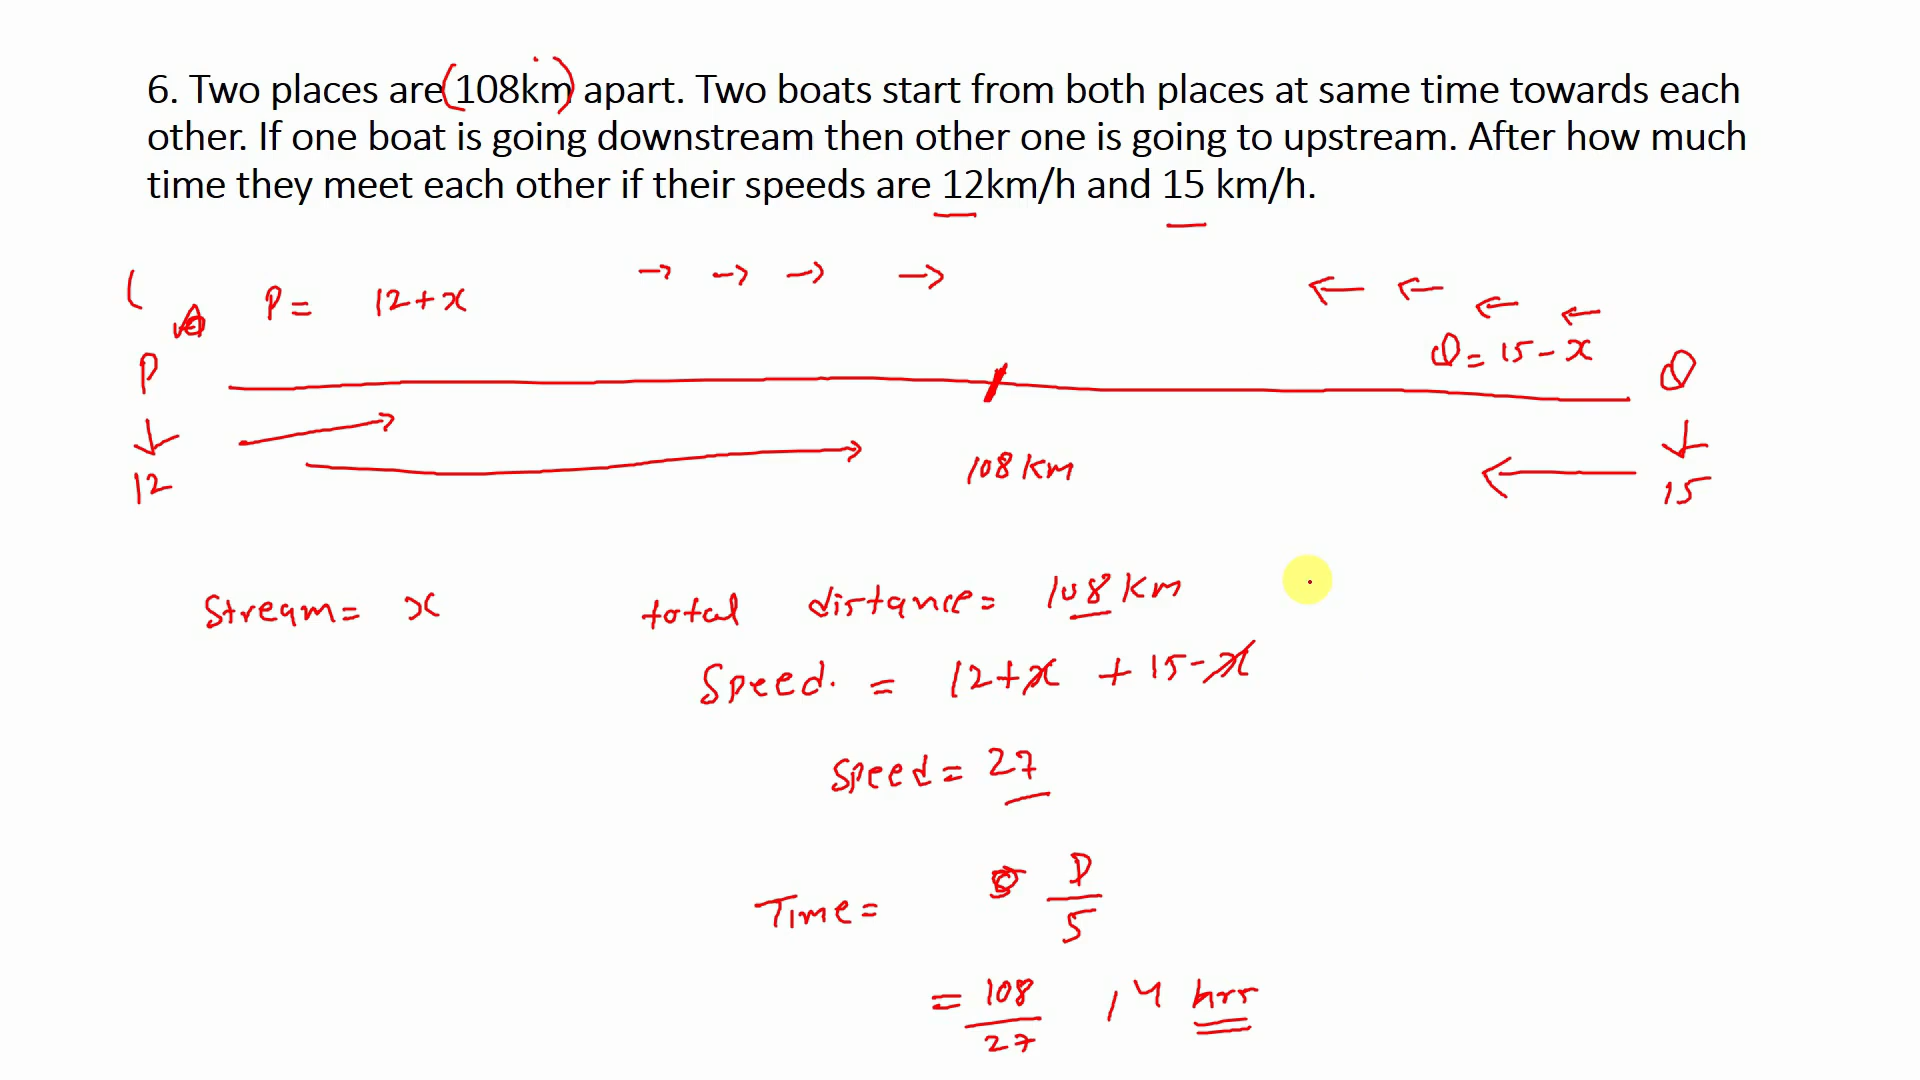 6. Two places are (108km) apart. Two boats start from both places at same time towards each
other. If one boat is going downstream then other one is going to upstream. After how much
time they meet each other if their speeds are 12km/h and 15 km/h.
P = 12+x
Q = 15-x
P Q
12 108 km 15
Stream = x total distance = 108 km
Speed. = 12+x + 15-x
Speed = 27
Time = D
S
= 108 , 4 hrs
27